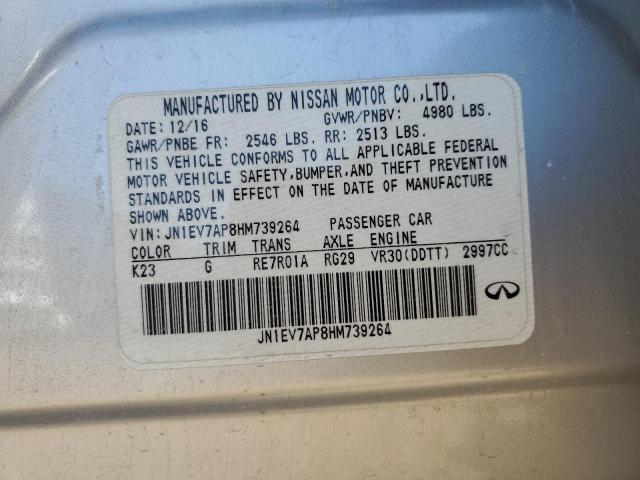 MANUFACTURED BY NISSAN MOTOR CO.,LTD.
DATE: 12/16 GVWR/PNBV: 4980 LBS.
GAWR/PNBE FR: 2546 LBS. RR: 2513 LBS.
THIS VEHICLE CONFORMS TO ALL APPLICABLE FEDERAL
MOTOR VEHICLE SAFETY,BUMPER,AND THEFT PREVENTION
STANDARDS IN EFFECT ON THE DATE OF MANUFACTURE
SHOWN ABOVE.
VIN: JN1EV7AP8HM739264 PASSENGER CAR
COLOR TRIM TRANS AXLE ENGINE
K23 G RE7R01A RG29 VR30(DDTT) 2997CC
JN1EV7AP8HM739264